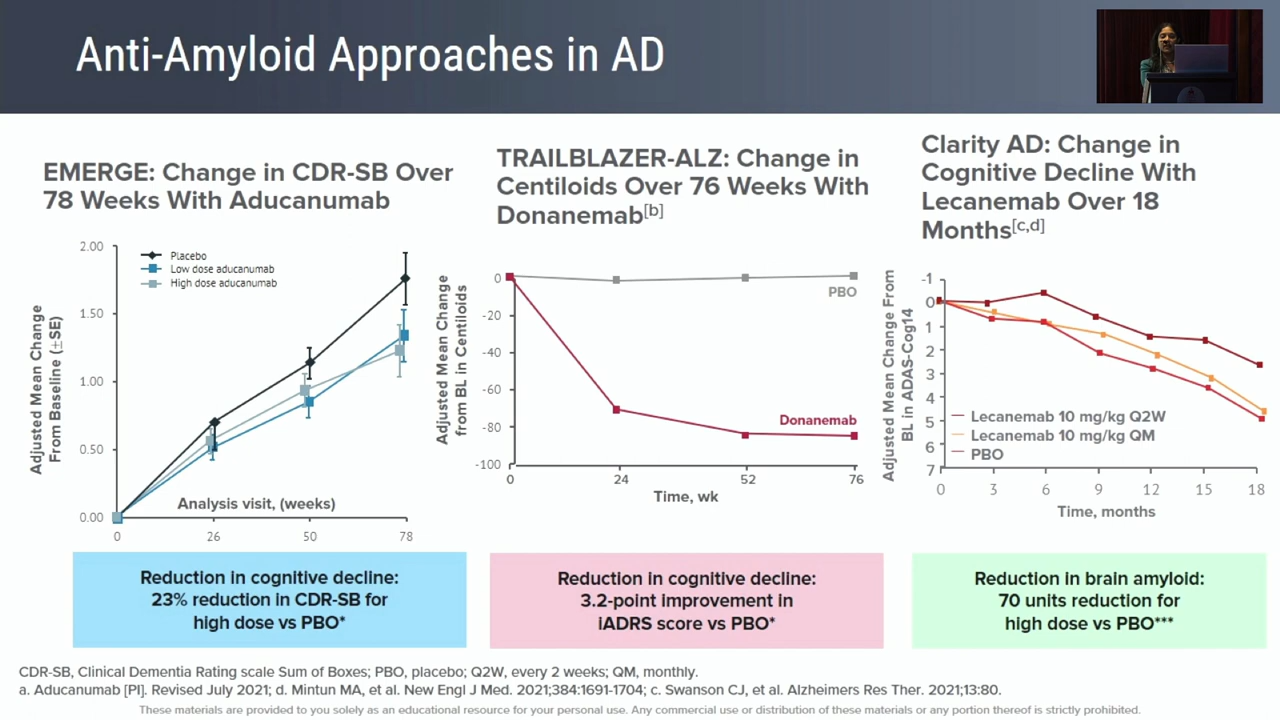 Anti-Amyloid Approaches in AD
EMERGE: Change in CDR-SB Over
78 Weeks With Aducanumab
2.00
1.50
1.00
0.50
0.00
Adjusted Mean Change
From Baseline (±SE)
Placebo
Low dose aducanumab
High dose aducanumab
Analysis visit, (weeks)
0
26
50
78
Reduction in cognitive decline:
23% reduction in CDR-SB for
high dose vs PBO*
TRAILBLAZER-ALZ: Change in
Centiloids Over 76 Weeks With
Donanemab[b]
Adjusted Mean Change
from BL in Centiloids
0
-20
-40
-60
-80
-100
PBO
Donanemab
0
24
52
76
Time, wk
Reduction in cognitive decline:
3.2-point improvement in
iADRS score vs PBO*
Clarity AD: Change in
Cognitive Decline With
Lecanemab Over 18
Months[c,d]
Adjusted Mean Change From
BL in ADAS-Cog14
-1
0
1
2
3
4
5
6
7
Lecanemab 10 mg/kg Q2W
Lecanemab 10 mg/kg QM
PBO
0
3
6
9
12
15
18
Time, months
Reduction in brain amyloid:
70 units reduction for
high dose vs PBO***
CDR-SB, Clinical Dementia Rating scale Sum of Boxes; PBO, placebo; Q2W, every 2 weeks; QM, monthly.
a. Aducanumab [PI]. Revised July 2021; d. Mintun MA, et al. New Engl J Med. 2021;384:1691-1704; c. Swanson CJ, et al. Alzheimers Res Ther. 2021;13:80.
These materials are provided to you solely as an educational resource for your personal use. Any commercial use or distribution of these materials or any portion thereof is strictly prohibited.